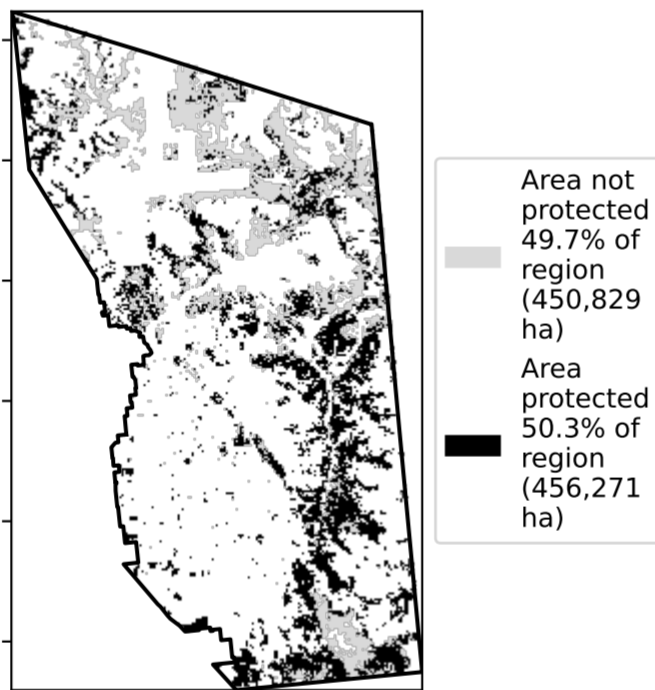 Area not
protected
49.7% of
region
(450,829
ha)
Area
protected
50.3% of
region
(456,271
ha)